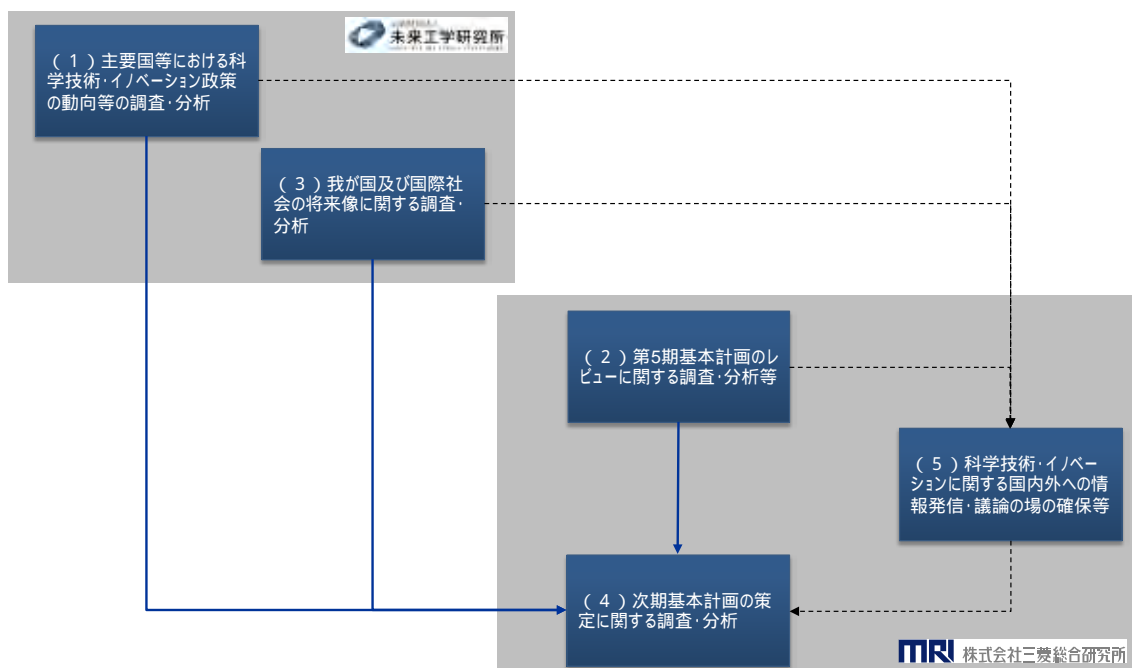 未来工学研究所
（１）主要国等における科
学技術･イノベーション政策
の動向等の調査･分析
（３）我が国及び国際社
会の将来像に関する調査･
分析
（２）第5期基本計画のレ
ビューに関する調査･分析等
（５）科学技術･イノベー
ションに関する国内外への情
報発信･議論の場の確保等
（４）次期基本計画の策
定に関する調査･分析
MRI 株式会社三菱総合研究所